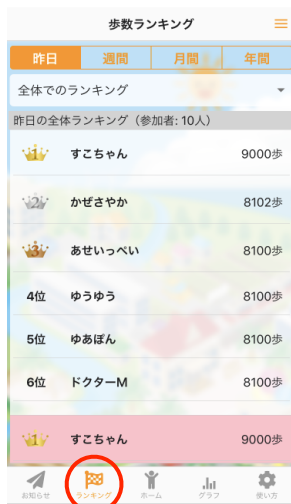 歩数ランキング
昨日 週間 月間 年間
全体でのランキング
昨日の全体ランキング（参加者: 10人）
1 すこちゃん 9000歩
2 かぜさやか 8102歩
3 あせいっぺい 8100歩
4位 ゆうゆう 8100歩
5位 ゆあぽん 8100歩
6位 ドクターM 8100歩
1 すこちゃん 9000歩
お知らせ ランキング ホーム グラフ 使い方